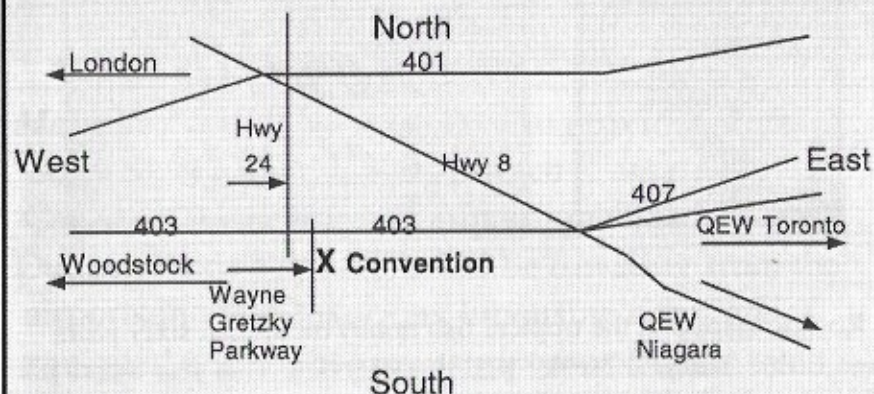 North
401
London
Hwy
24
West
Hwy 8
East
407
403
403
QEW Toronto
Woodstock
X Convention
Wayne
Gretzky
Parkway
QEW
Niagara
South